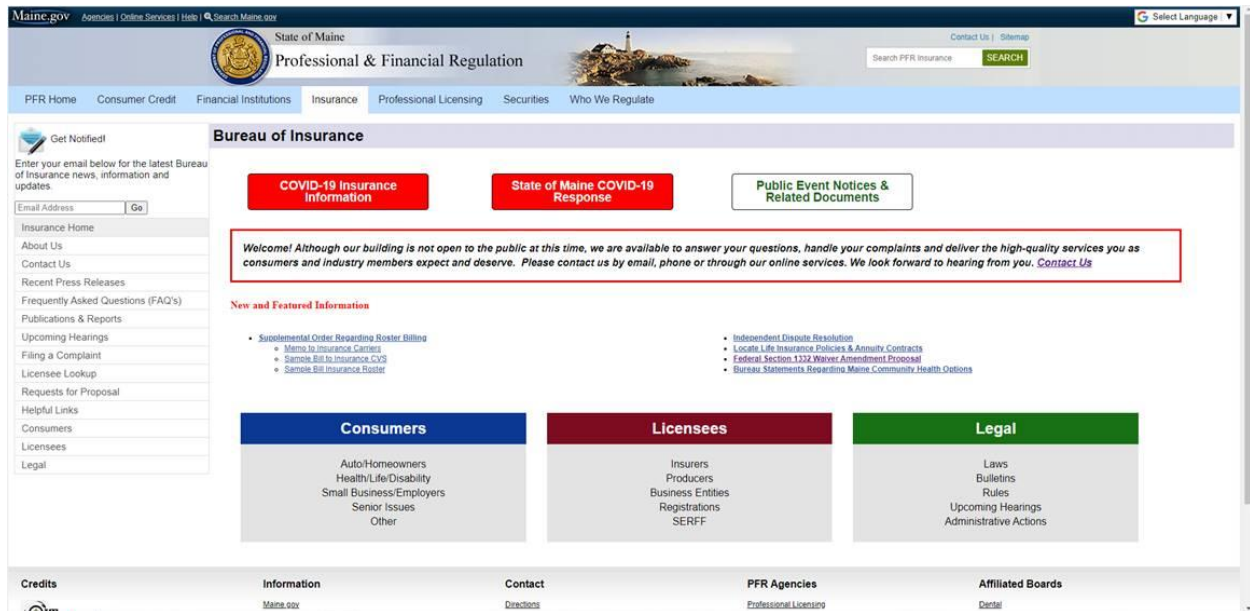 Maine.gov Agencies | Online Services | Help | Search Maine.gov
Select Language ▼
State of Maine
Professional & Financial Regulation
Contact Us | Sitemap
Search PFR Insurance SEARCH
PFR Home Consumer Credit Financial Institutions Insurance Professional Licensing Securities Who We Regulate
Get Notified!
Enter your email below for the latest Bureau
of Insurance news, information and
updates.
Email Address Go
Insurance Home
About Us
Contact Us
Recent Press Releases
Frequently Asked Questions (FAQ's)
Publications & Reports
Upcoming Hearings
Filing a Complaint
Licensee Lookup
Requests for Proposal
Helpful Links
Consumers
Licensees
Legal
Bureau of Insurance
COVID-19 Insurance
Information
State of Maine COVID-19
Response
Public Event Notices &
Related Documents
Welcome! Although our building is not open to the public at this time, we are available to answer your questions, handle your complaints and deliver the high-quality services you as
consumers and industry members expect and deserve. Please contact us by email, phone or through our online services. We look forward to hearing from you. Contact Us
New and Featured Information
Supplemental Order Regarding Roster Billing
Memo to Insurance Carriers
Sample Bill to Insurance CVS
Sample Bill Insurance Roster
Independent Dispute Resolution
Locate Life Insurance Policies & Annuity Contracts
Federal Section 1332 Waiver Amendment Proposal
Bureau Statements Regarding Maine Community Health Options
Consumers
Auto/Homeowners
Health/Life/Disability
Small Business/Employers
Senior Issues
Other
Licensees
Insurers
Producers
Business Entities
Registrations
SERFF
Legal
Laws
Bulletins
Rules
Upcoming Hearings
Administrative Actions
Credits Information Contact PFR Agencies Affiliated Boards
Maine.gov Directions Professional Licensing Dental